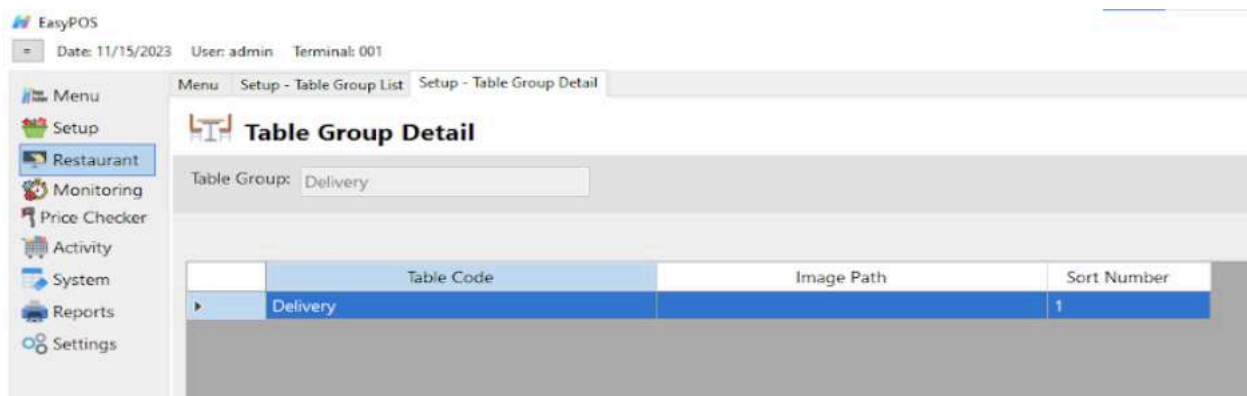 EasyPOS
= Date: 11/15/2023 User: admin Terminal: 001
Menu
Setup
Restaurant
Monitoring
Price Checker
Activity
System
Reports
Settings
Menu Setup - Table Group List Setup - Table Group Detail
Table Group Detail
Table Group: Delivery
Table Code Image Path Sort Number
Delivery 1